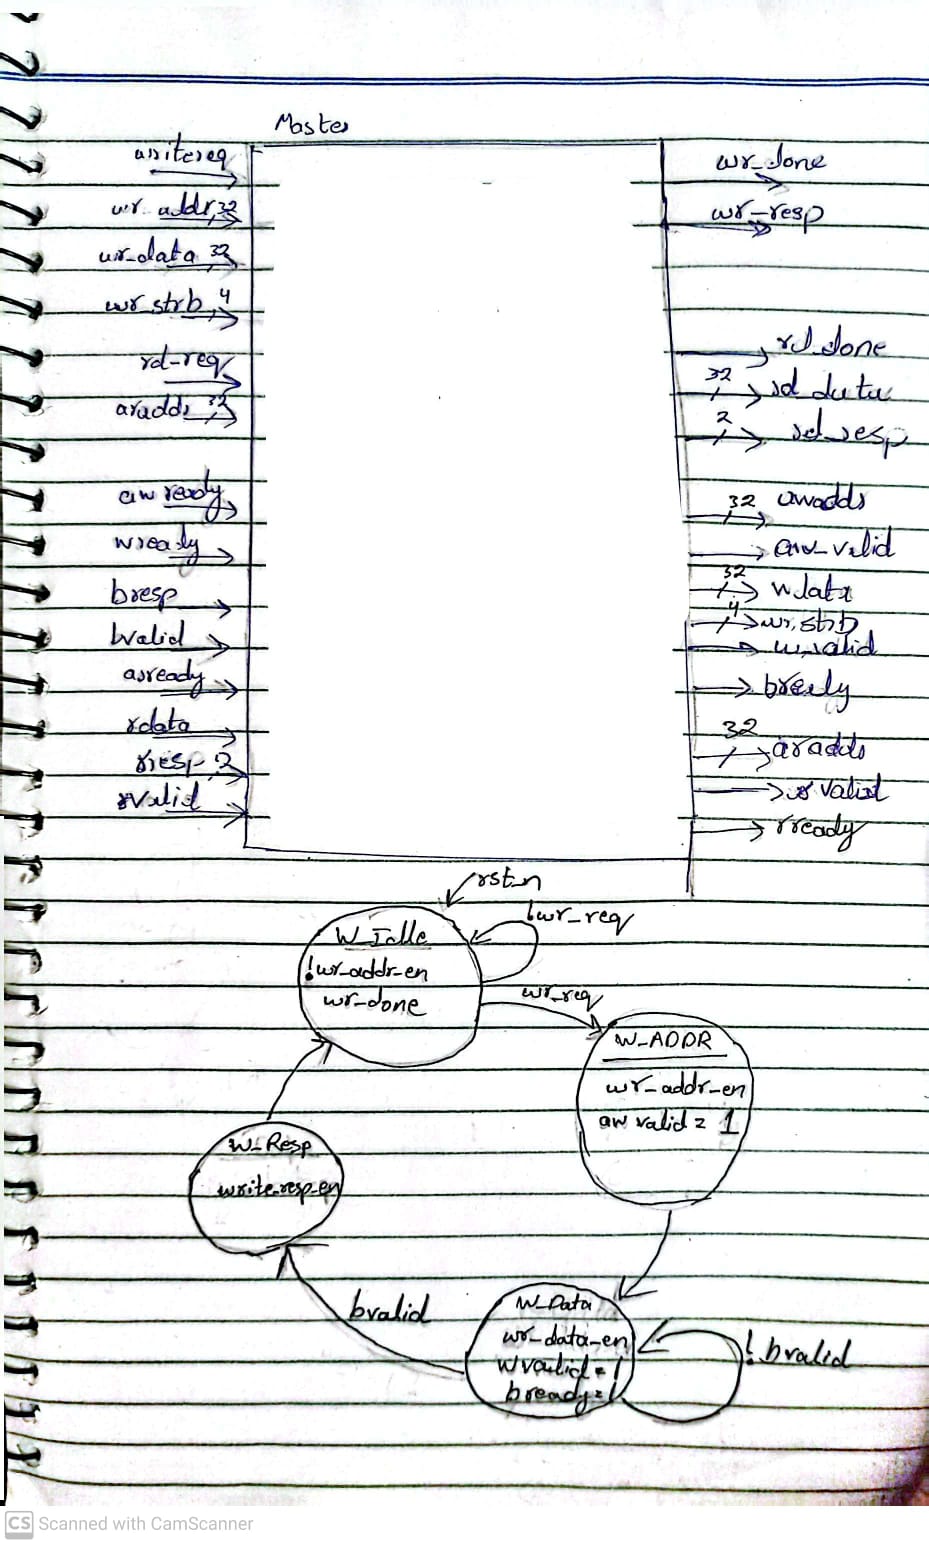 Master
writereq
wr_done
wr_addr 32
wr_resp
wr_data 32
wr_strb 4
rd_req
rd_done
araddr 32
32 rd_data
2 rd_resp
aw ready
32 awaddr
wready
aw_valid
bresp
32 wdata
4 wr_strb
bvalid
w_valid
arready
bready
rdata
32 araddr
rresp 2
rvalid
rready
rst_n
W_Idle
!wr_req
!wr_addr_en
wr_done
wr_req
W_ADDR
wr_addr_en
aw valid = 1
W_Resp
write_resp_en
W_Data
bvalid
wr_data_en
!bvalid
wvalid = 1
bready = 1
CS Scanned with CamScanner